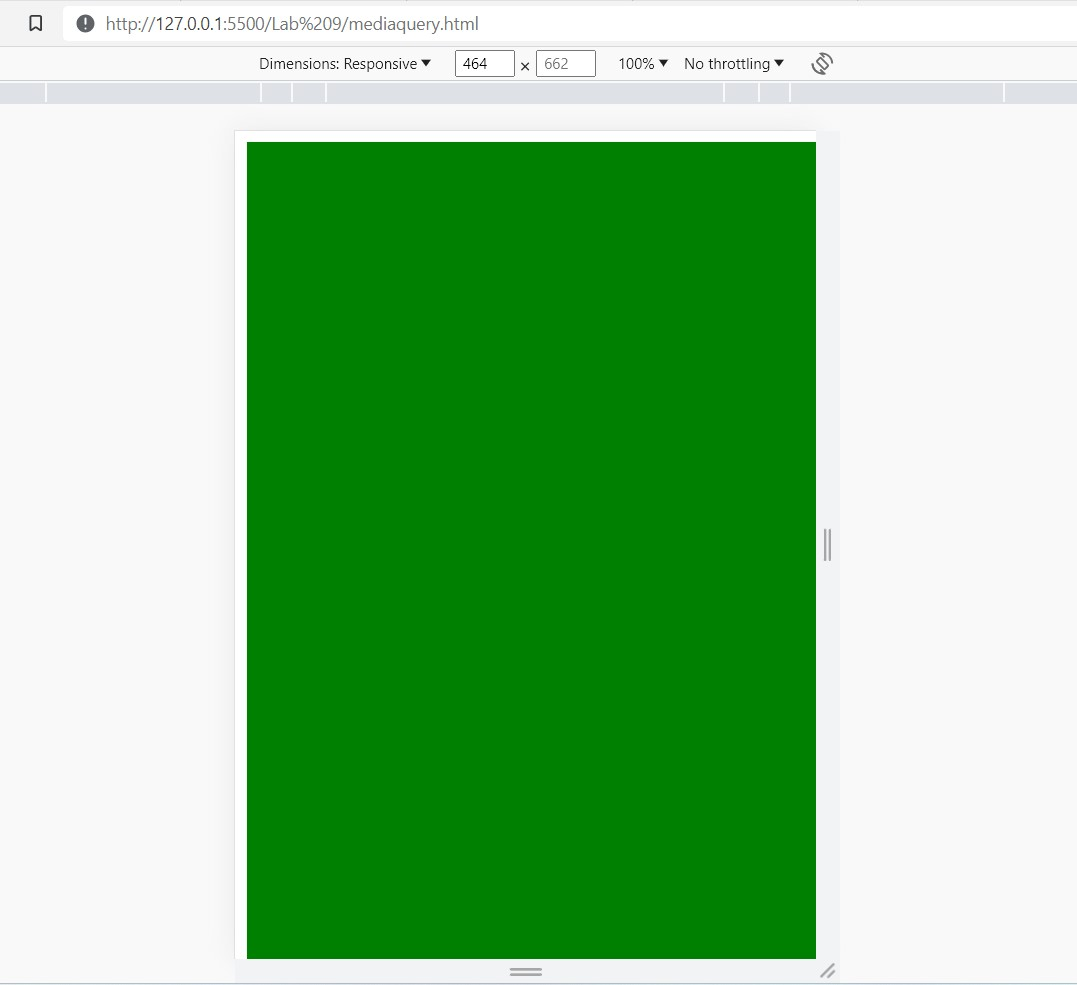 http://127.0.0.1:5500/Lab%209/mediaquery.html
Dimensions: Responsive 464 × 662 100% No throttling